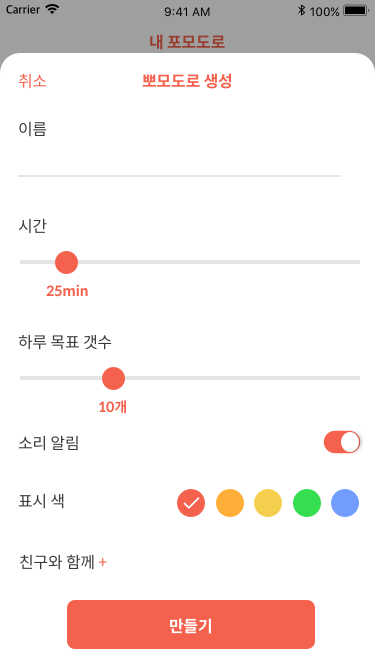 Carrier 9:41 AM 100%
내 포모도로
취소 뽀모도로 생성
이름
시간
25min
하루 목표 갯수
10개
소리 알림
표시 색
친구와 함께 +
만들기